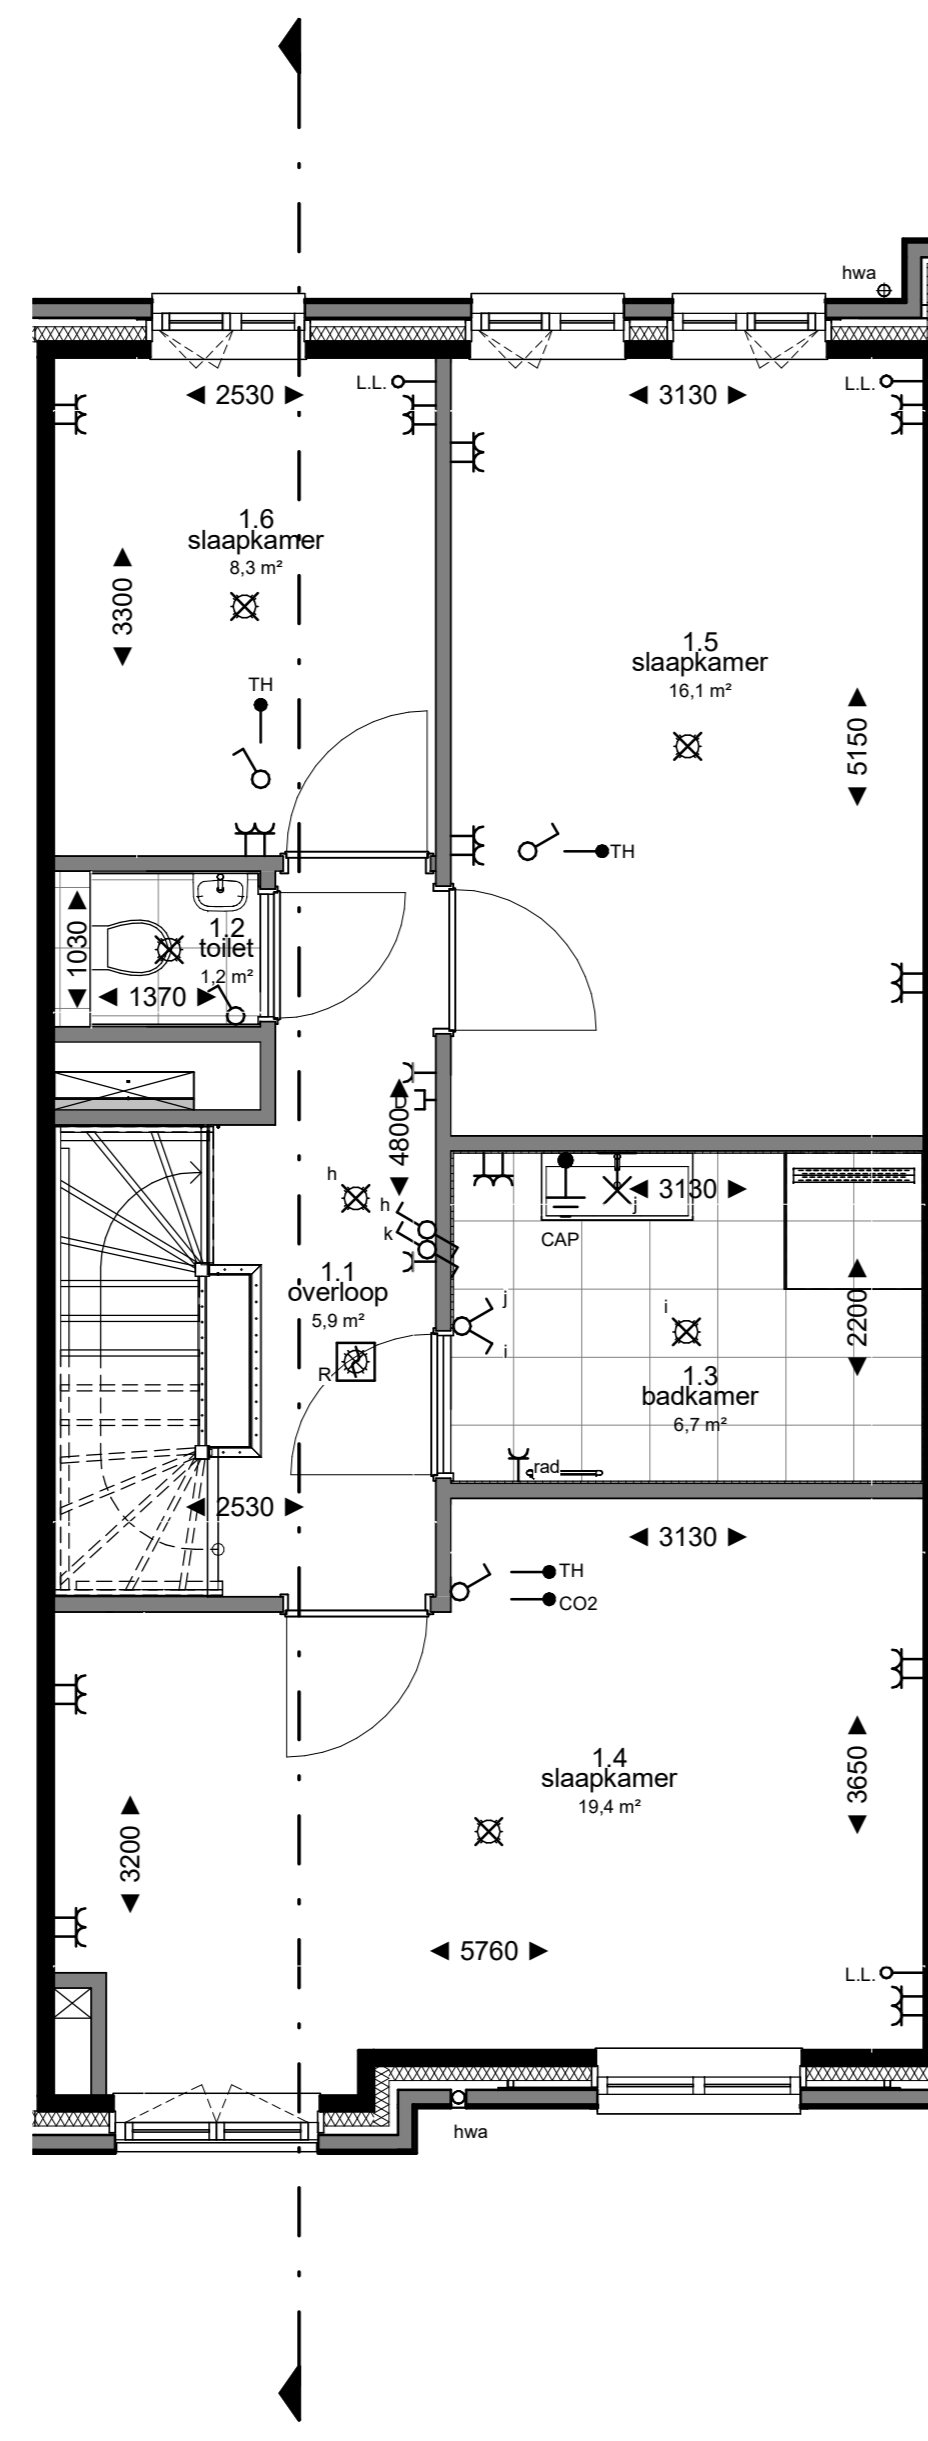 hwa
L.L.
L.L.
2530
3130
1.6
slaapkamer
8,3 m²
3300
1.5
slaapkamer
16,1 m²
TH
5150
TH
1.2
toilet
1,2 m²
1030
1370
4800
h
h
k
3130
j
CAP
1.1
overloop
5,9 m²
j
i
i
2200
R
1.3
badkamer
6,7 m²
rad
2530
3130
TH
CO2
1.4
slaapkamer
19,4 m²
3650
3200
5760
L.L.
hwa